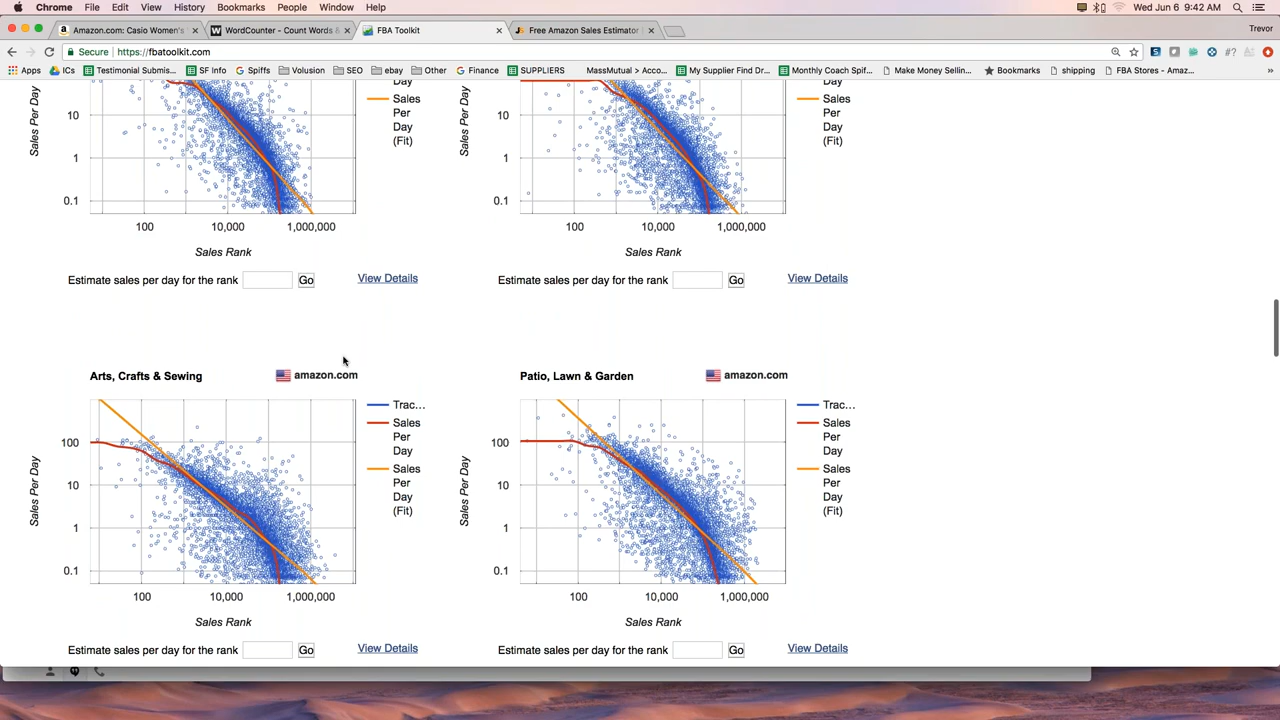 Chrome File Edit View History Bookmarks People Window Help Wed Jun 6 9:42 AM
Amazon.com: Casio Women's WordCounter - Count Words & FBA Toolkit Free Amazon Sales Estimator Trevor
Secure https://fbatoolkit.com
Apps ICs Testimonial Submis... SF Info Spiffs Volusion SEO ebay Other Finance SUPPLIERS MassMutual > Acco... My Supplier Find Dr... Monthly Coach Spif... Make Money Sellin... Bookmarks shipping FBA Stores - Amaz... »
Day Day
Sales Per Day 10 Sales Sales Per Day 10 Sales
Per Per
Day Day
(Fit) (Fit)
1 1
0.1 0.1
100 10,000 1,000,000 100 10,000 1,000,000
Sales Rank Sales Rank
Estimate sales per day for the rank Go View Details Estimate sales per day for the rank Go View Details
Arts, Crafts & Sewing amazon.com Patio, Lawn & Garden amazon.com
Trac... Trac...
Sales Sales
100 Per 100 Per
Day Day
Sales Sales
Sales Per Day 10 Per Sales Per Day 10 Per
Day Day
(Fit) (Fit)
1 1
0.1 0.1
100 10,000 1,000,000 100 10,000 1,000,000
Sales Rank Sales Rank
Estimate sales per day for the rank Go View Details Estimate sales per day for the rank Go View Details